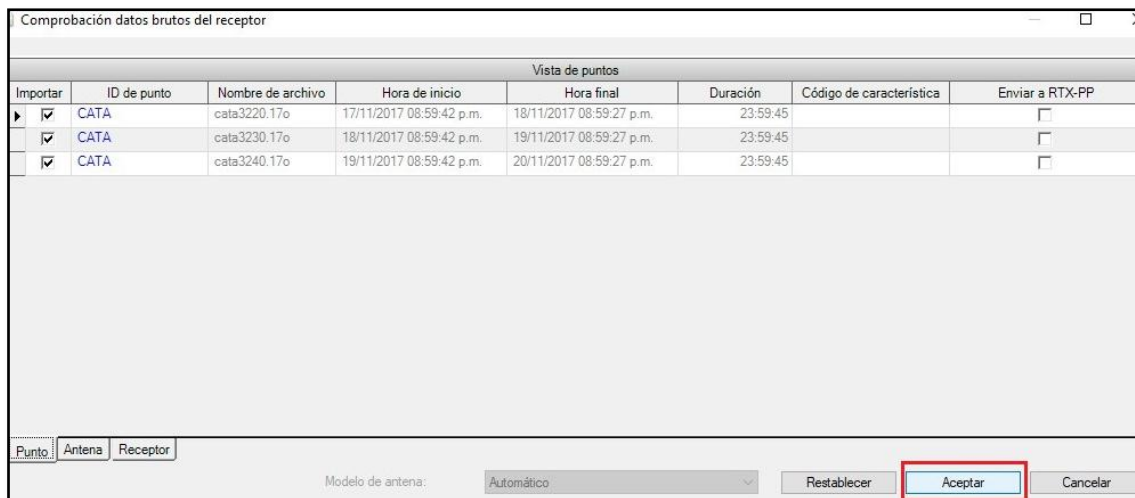 Comprobación datos brutos del receptor
Vista de puntos
Importar ID de punto Nombre de archivo Hora de inicio Hora final Duración Código de característica Enviar a RTX-PP
CATA cata3220.17o 17/11/2017 08:59:42 p.m. 18/11/2017 08:59:27 p.m. 23:59:45
CATA cata3230.17o 18/11/2017 08:59:42 p.m. 19/11/2017 08:59:27 p.m. 23:59:45
CATA cata3240.17o 19/11/2017 08:59:42 p.m. 20/11/2017 08:59:27 p.m. 23:59:45
Punto Antena Receptor
Modelo de antena: Automático Restablecer Aceptar Cancelar